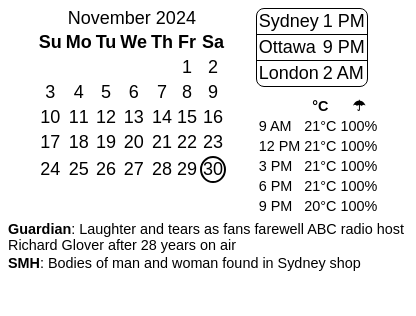 November 2024
Su Mo Tu We Th Fr Sa
1 2
3 4 5 6 7 8 9
10 11 12 13 14 15 16
17 18 19 20 21 22 23
24 25 26 27 28 29 30
Sydney 1 PM
Ottawa 9 PM
London 2 AM
°C ☂
9 AM 21°C 100%
12 PM 21°C 100%
3 PM 21°C 100%
6 PM 21°C 100%
9 PM 20°C 100%
Guardian: Laughter and tears as fans farewell ABC radio host
Richard Glover after 28 years on air
SMH: Bodies of man and woman found in Sydney shop